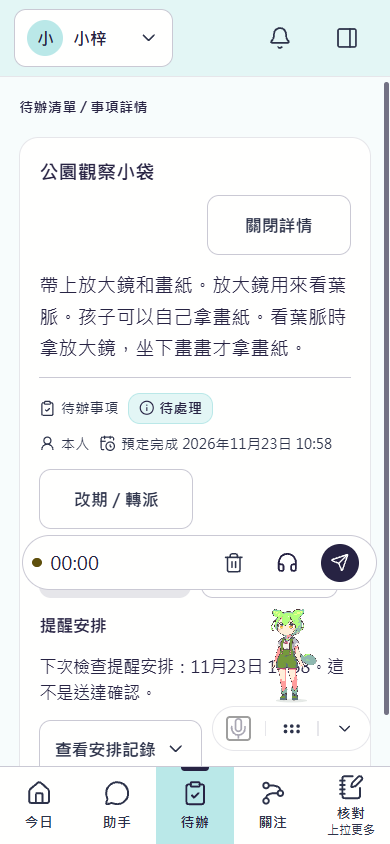 小 小梓
待辦清單 / 事項詳情
公園觀察小袋
關閉詳情
帶上放大鏡和畫紙。放大鏡用來看葉
脈。孩子可以自己拿畫紙。看葉脈時
拿放大鏡，坐下畫畫才拿畫紙。
待辦事項 待處理
本人 預定完成 2026年11月23日 10:58
改期 / 轉派
00:00
提醒安排
下次檢查提醒安排：11月23日 1 :58。這
不是送達確認。
查看安排記錄
今日 助手 待辦 關注 核對
上拉更多